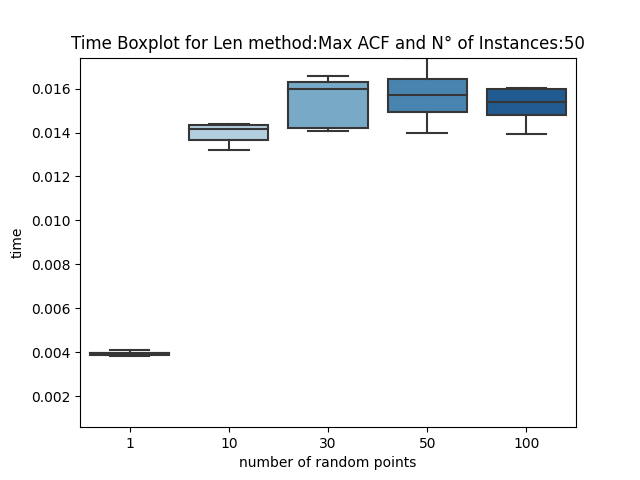 Time Boxplot for Len method:Max ACF and N° of Instances:50
0.016
0.014
0.012
0.010
0.008
0.006
0.004
0.002
time
1 10 30 50 100
number of random points